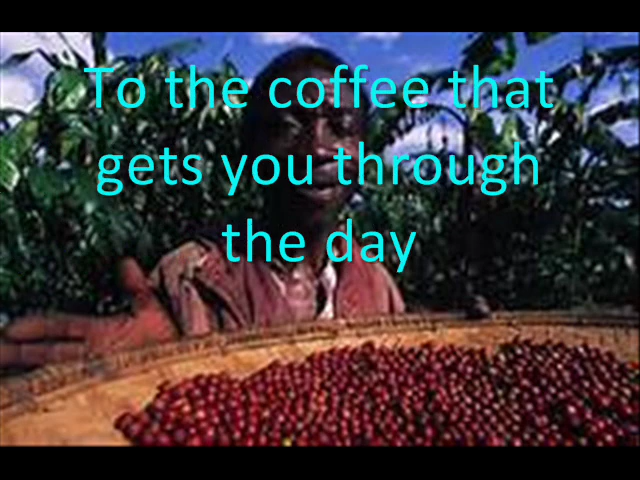 To the coffee that
gets you through
the day